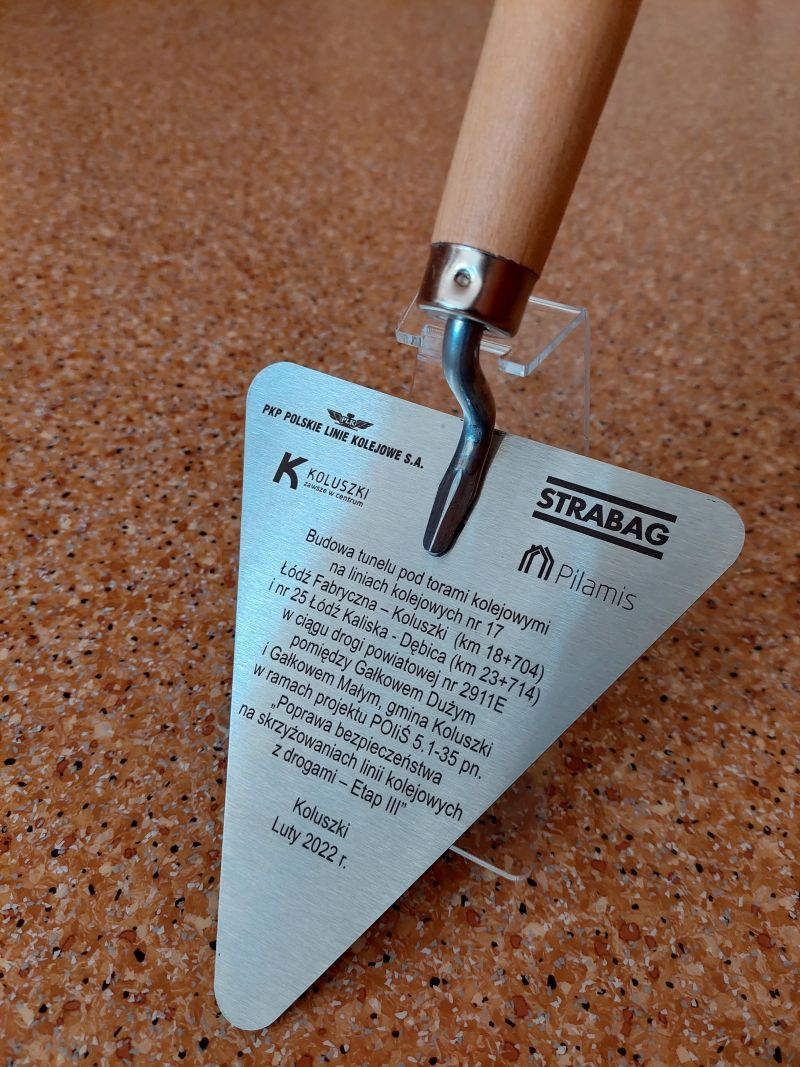 PLK
PKP POLSKIE LINIE KOLEJOWE S.A.
K KOLUSZKI
zawsze w centrum
STRABAG
Pilamis
Budowa tunelu pod torami kolejowymi
na liniach kolejowych nr 17
Łódź Fabryczna – Koluszki (km 18+704)
i nr 25 Łódź Kaliska - Dębica (km 23+714)
w ciągu drogi powiatowej nr 2911E
pomiędzy Gałkowem Dużym
i Gałkowem Małym, gmina Koluszki
w ramach projektu POIiŚ 5.1-35 pn.
„Poprawa bezpieczeństwa
na skrzyżowaniach linii kolejowych
z drogami – Etap III”
Koluszki
Luty 2022 r.